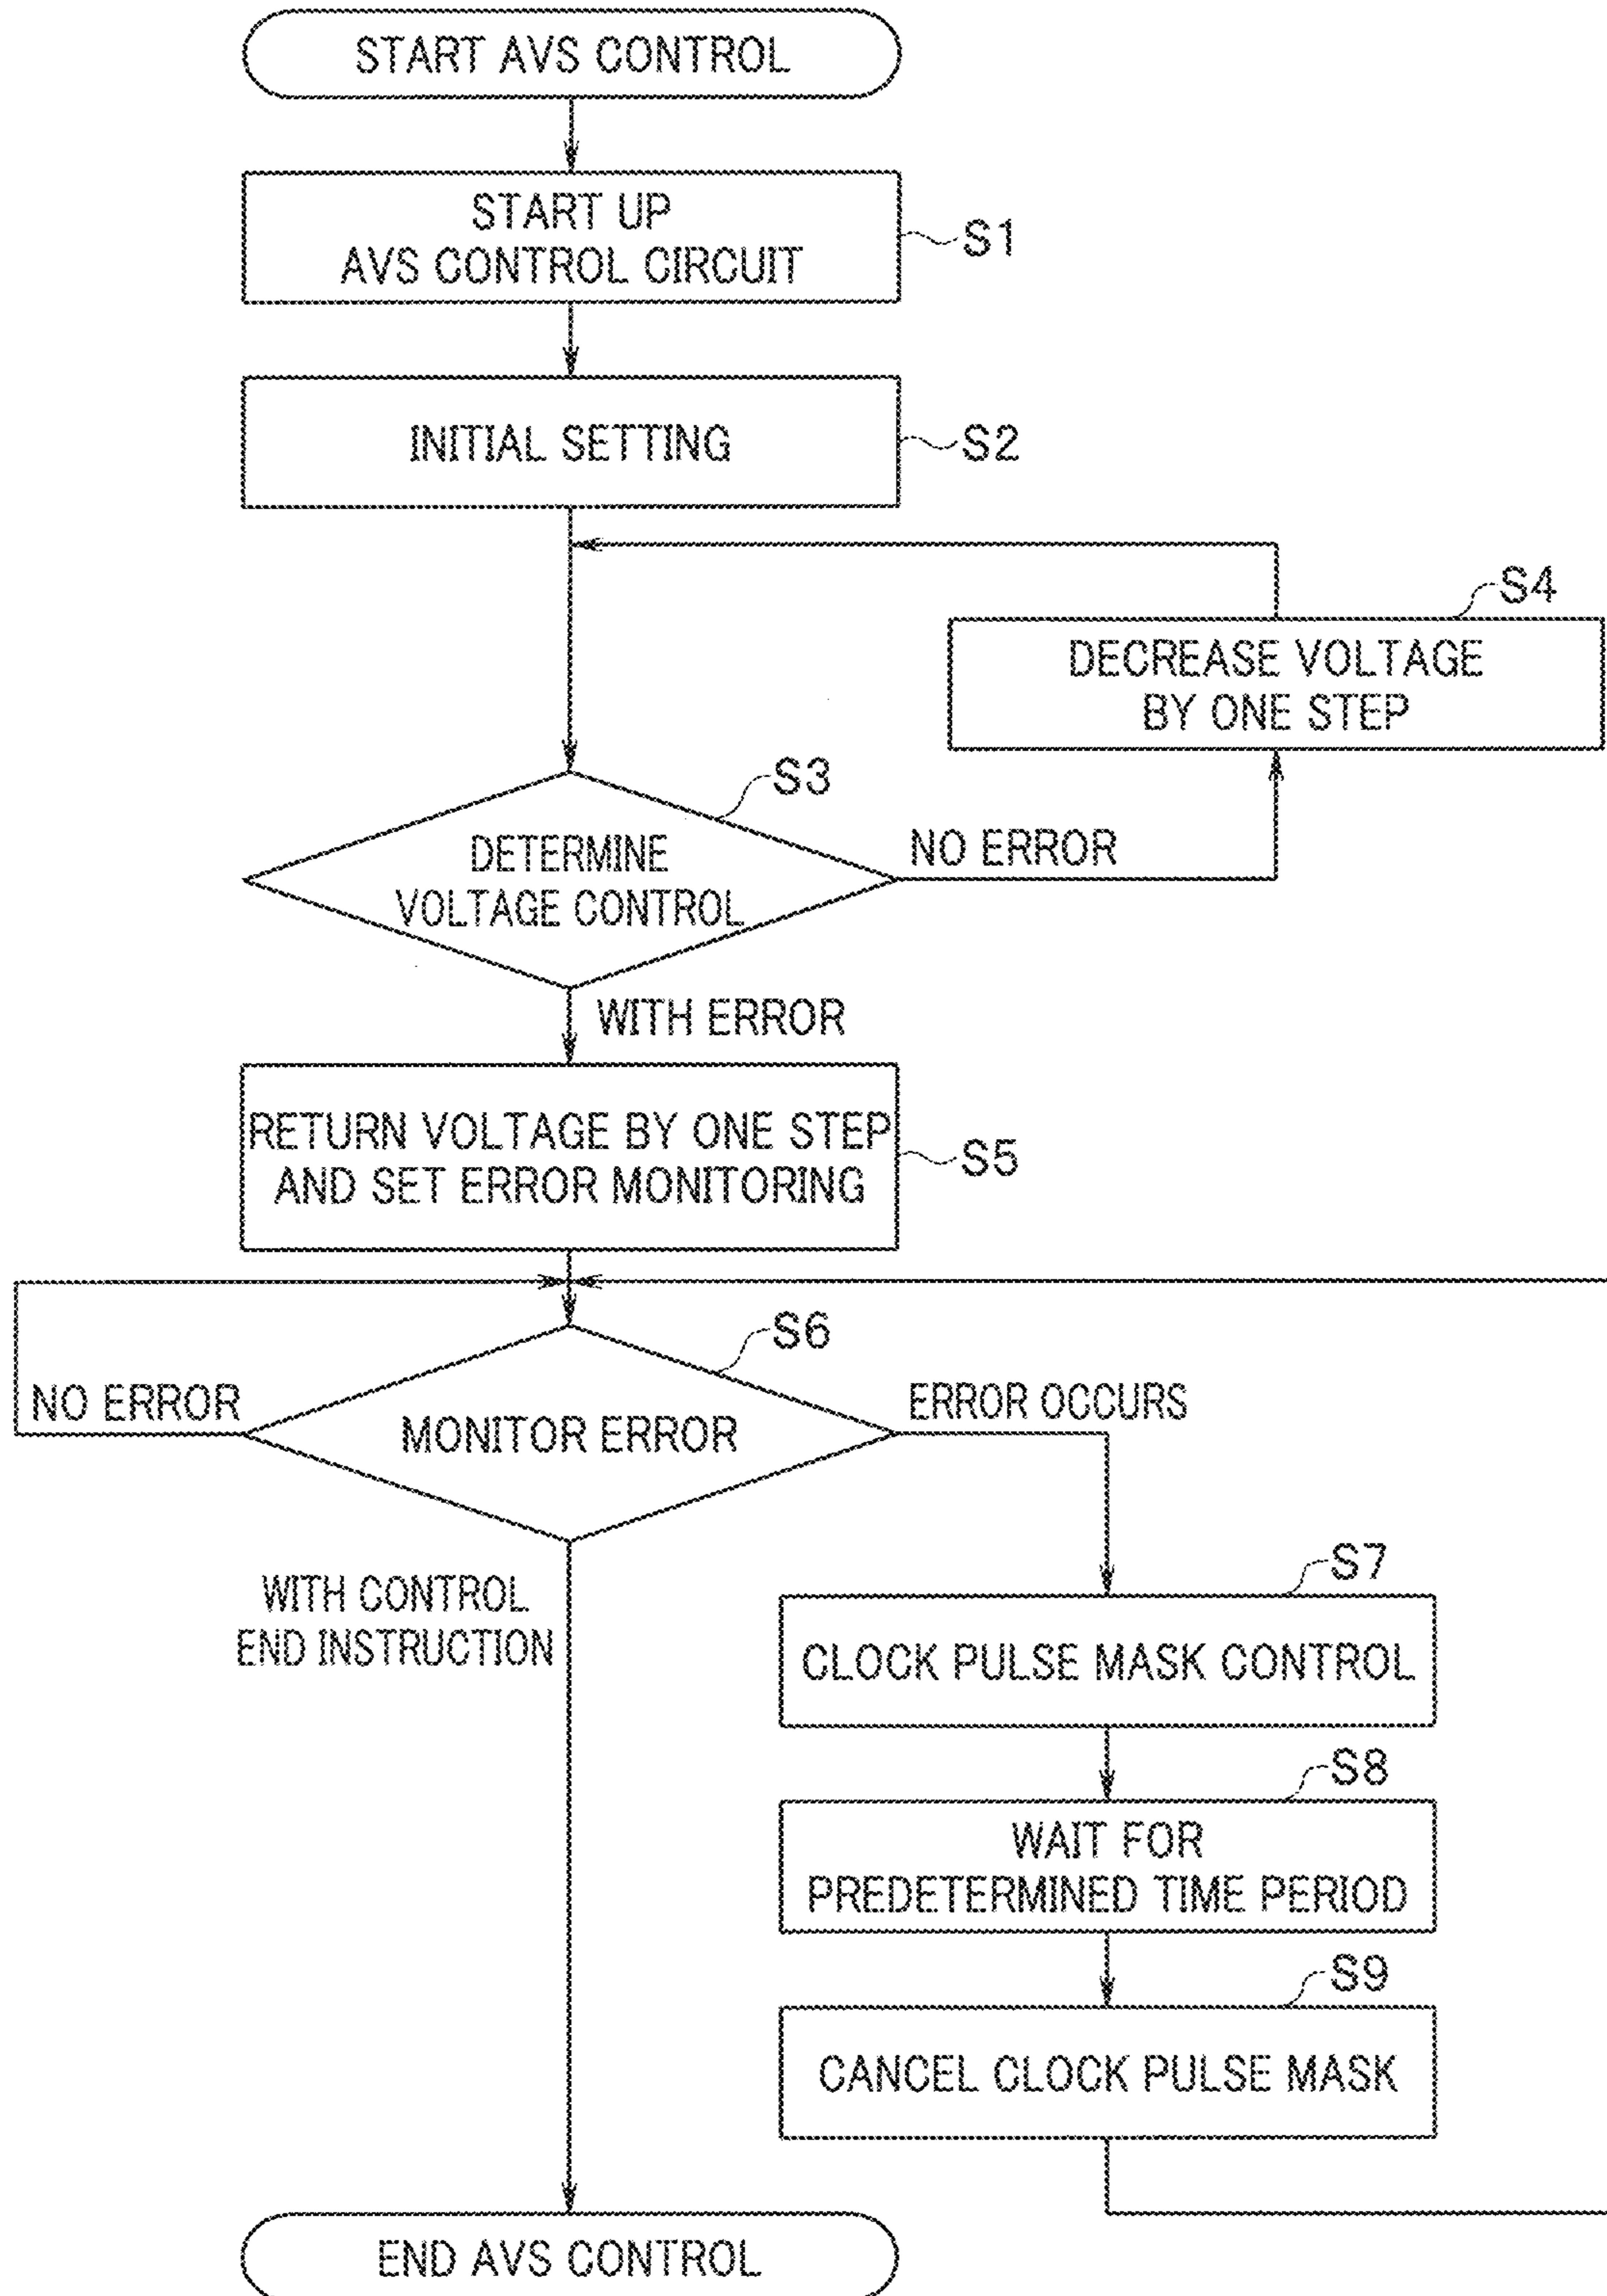 START AVS CONTROL
START UP
AVS CONTROL CIRCUIT
S1
INITIAL SETTING
S2
S4
DECREASE VOLTAGE
BY ONE STEP
S3
DETERMINE
VOLTAGE CONTROL
NO ERROR
WITH ERROR
RETURN VOLTAGE BY ONE STEP
AND SET ERROR MONITORING
S5
S6
NO ERROR
MONITOR ERROR
ERROR OCCURS
WITH CONTROL
END INSTRUCTION
S7
CLOCK PULSE MASK CONTROL
S8
WAIT FOR
PREDETERMINED TIME PERIOD
S9
CANCEL CLOCK PULSE MASK
END AVS CONTROL